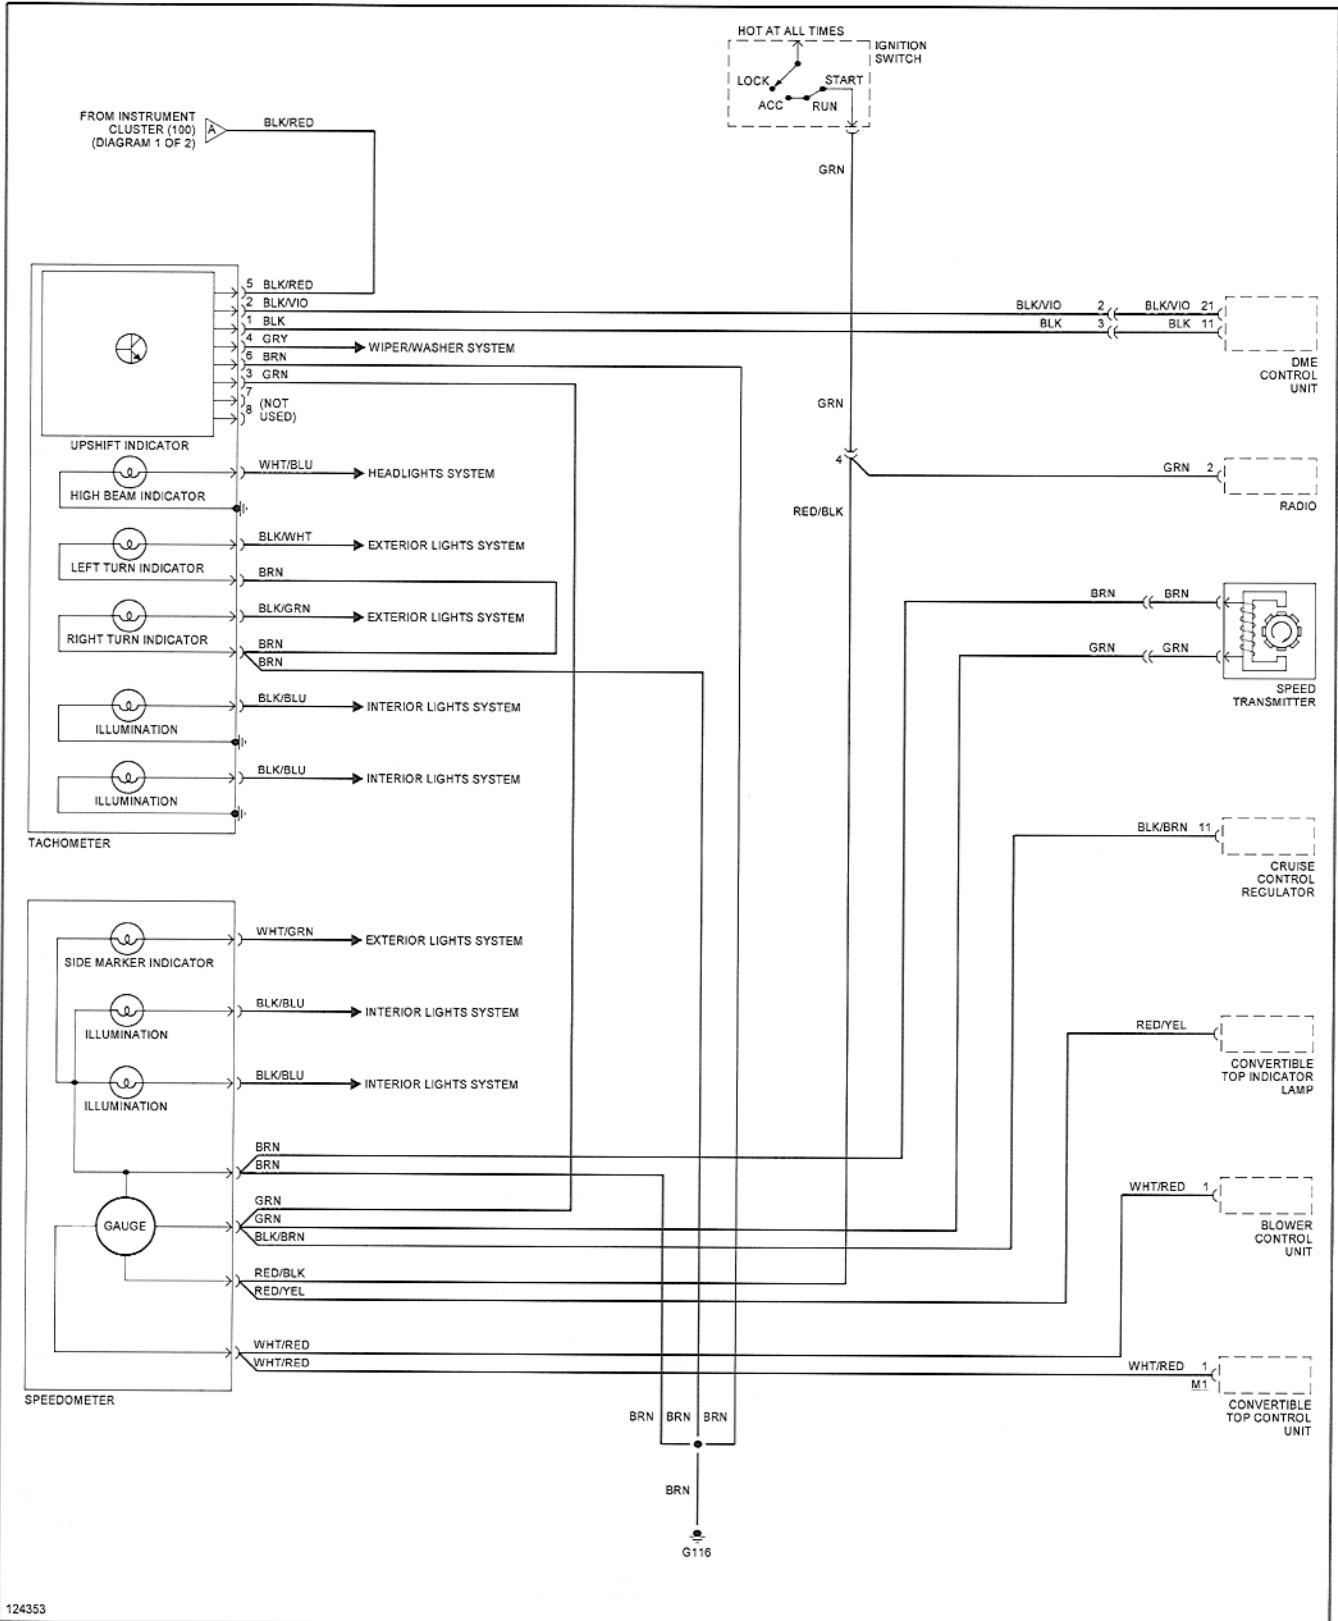 HOT AT ALL TIMES
IGNITION
SWITCH
LOCK
START
ACC
RUN
GRN
FROM INSTRUMENT
CLUSTER (100)
(DIAGRAM 1 OF 2)
A
BLK/RED
5 BLK/RED
2 BLK/VIO
1 BLK
4 GRY
WIPER/WASHER SYSTEM
6 BRN
3 GRN
7
8
(NOT
USED)
UPSHIFT INDICATOR
BLK/VIO 2 BLK/VIO 21
BLK 3 BLK 11
DME
CONTROL
UNIT
GRN
4
GRN 2
RADIO
RED/BLK
WHT/BLU
HEADLIGHTS SYSTEM
HIGH BEAM INDICATOR
BLK/WHT
EXTERIOR LIGHTS SYSTEM
LEFT TURN INDICATOR
BRN
BLK/GRN
EXTERIOR LIGHTS SYSTEM
RIGHT TURN INDICATOR
BRN
BRN
BLK/BLU
INTERIOR LIGHTS SYSTEM
ILLUMINATION
BLK/BLU
INTERIOR LIGHTS SYSTEM
ILLUMINATION
TACHOMETER
BRN BRN
GRN GRN
SPEED
TRANSMITTER
BLK/BRN 11
CRUISE
CONTROL
REGULATOR
WHT/GRN
EXTERIOR LIGHTS SYSTEM
SIDE MARKER INDICATOR
BLK/BLU
INTERIOR LIGHTS SYSTEM
ILLUMINATION
BLK/BLU
INTERIOR LIGHTS SYSTEM
ILLUMINATION
RED/YEL
CONVERTIBLE
TOP INDICATOR
LAMP
BRN
BRN
GRN
GAUGE
GRN
BLK/BRN
RED/BLK
RED/YEL
WHT/RED
WHT/RED
SPEEDOMETER
WHT/RED 1
BLOWER
CONTROL
UNIT
WHT/RED 1
M1
CONVERTIBLE
TOP CONTROL
UNIT
BRN BRN BRN
BRN
G116
124353